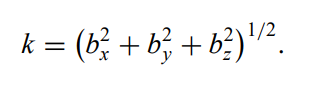 k = (b_x^2 + b_y^2 + b_z^2)^{1/2}.